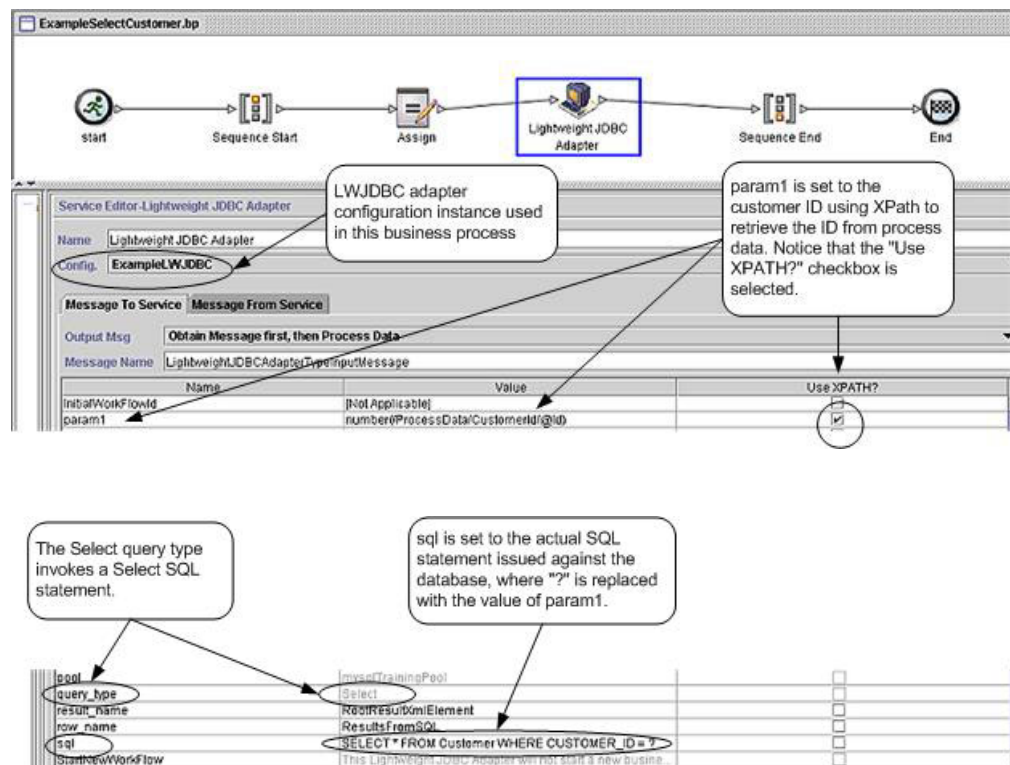 ExampleSelectCustomer.bp
start
Sequence Start
Assign
Lightweight JDBC
Adapter
Sequence End
End
LWJDBC adapter
configuration instance used
in this business process
param1 is set to the
customer ID using XPath to
retrieve the ID from process
data. Notice that the "Use
XPATH?" checkbox is
selected.
Service Editor-Lightweight JDBC Adapter
Name Lightweight JDBC Adapter
Config. ExampleLWJDBC
Message To Service Message From Service
Output Msg Obtain Message first, then Process Data
Message Name LightweightJDBCAdapterTypeInputMessage
Name Value Use XPATH?
InitialWorkFlowId [Not Applicable]
param1 number(/ProcessData/CustomerId/@id)
The Select query type
invokes a Select SQL
statement.
sql is set to the actual SQL
statement issued against the
database, where "?" is replaced
with the value of param1.
pool mysqlTrainingPool
query_type Select
result_name RootResultXmlElement
row_name ResultsFromSQL
sql SELECT * FROM Customer WHERE CUSTOMER_ID = ?
StartNewWorkFlow This Lightweight JDBC Adapter will not start a new busine...